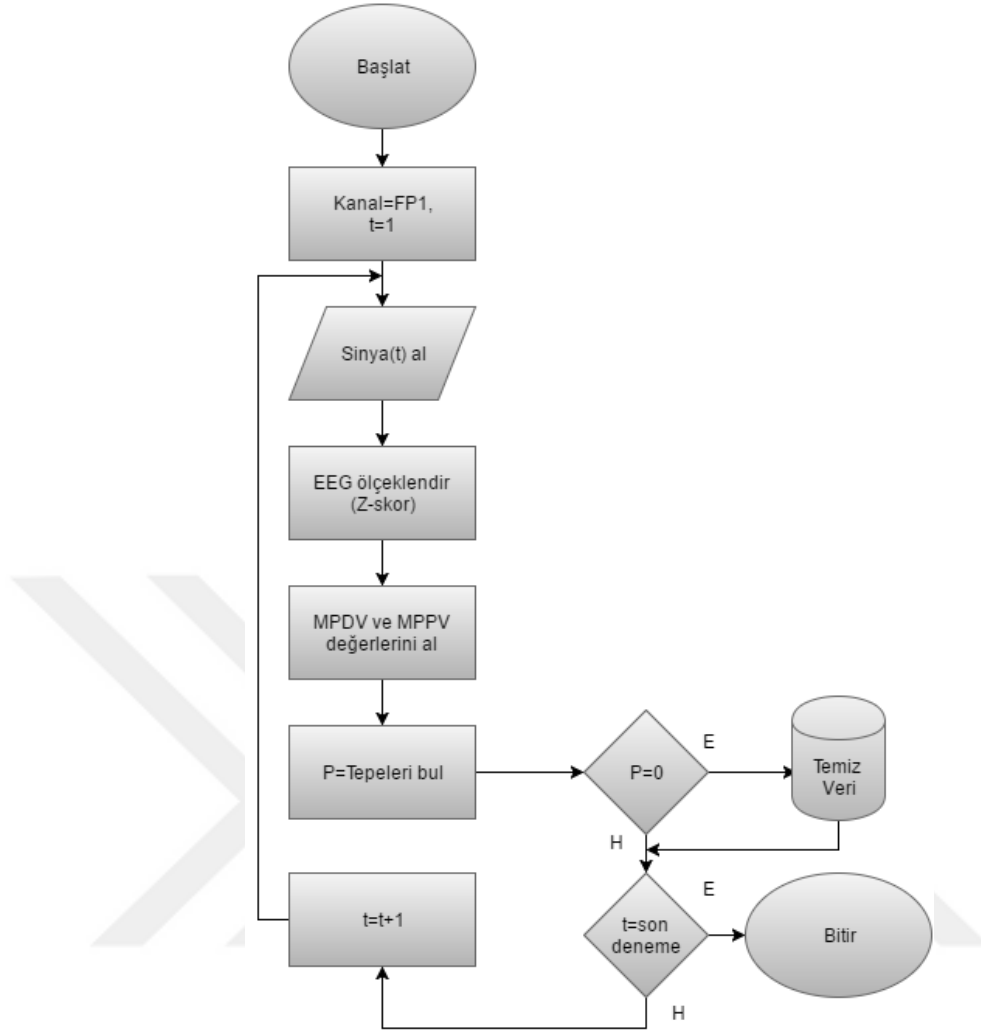 Başlat
Kanal=FP1,
t=1
Sinya(t) al
EEG ölçeklendir
(Z-skor)
MPDV ve MPPV
değerlerini al
P=Tepeleri bul
P=0
E
Temiz
Veri
H
t=son
deneme
E
Bitir
H
t=t+1